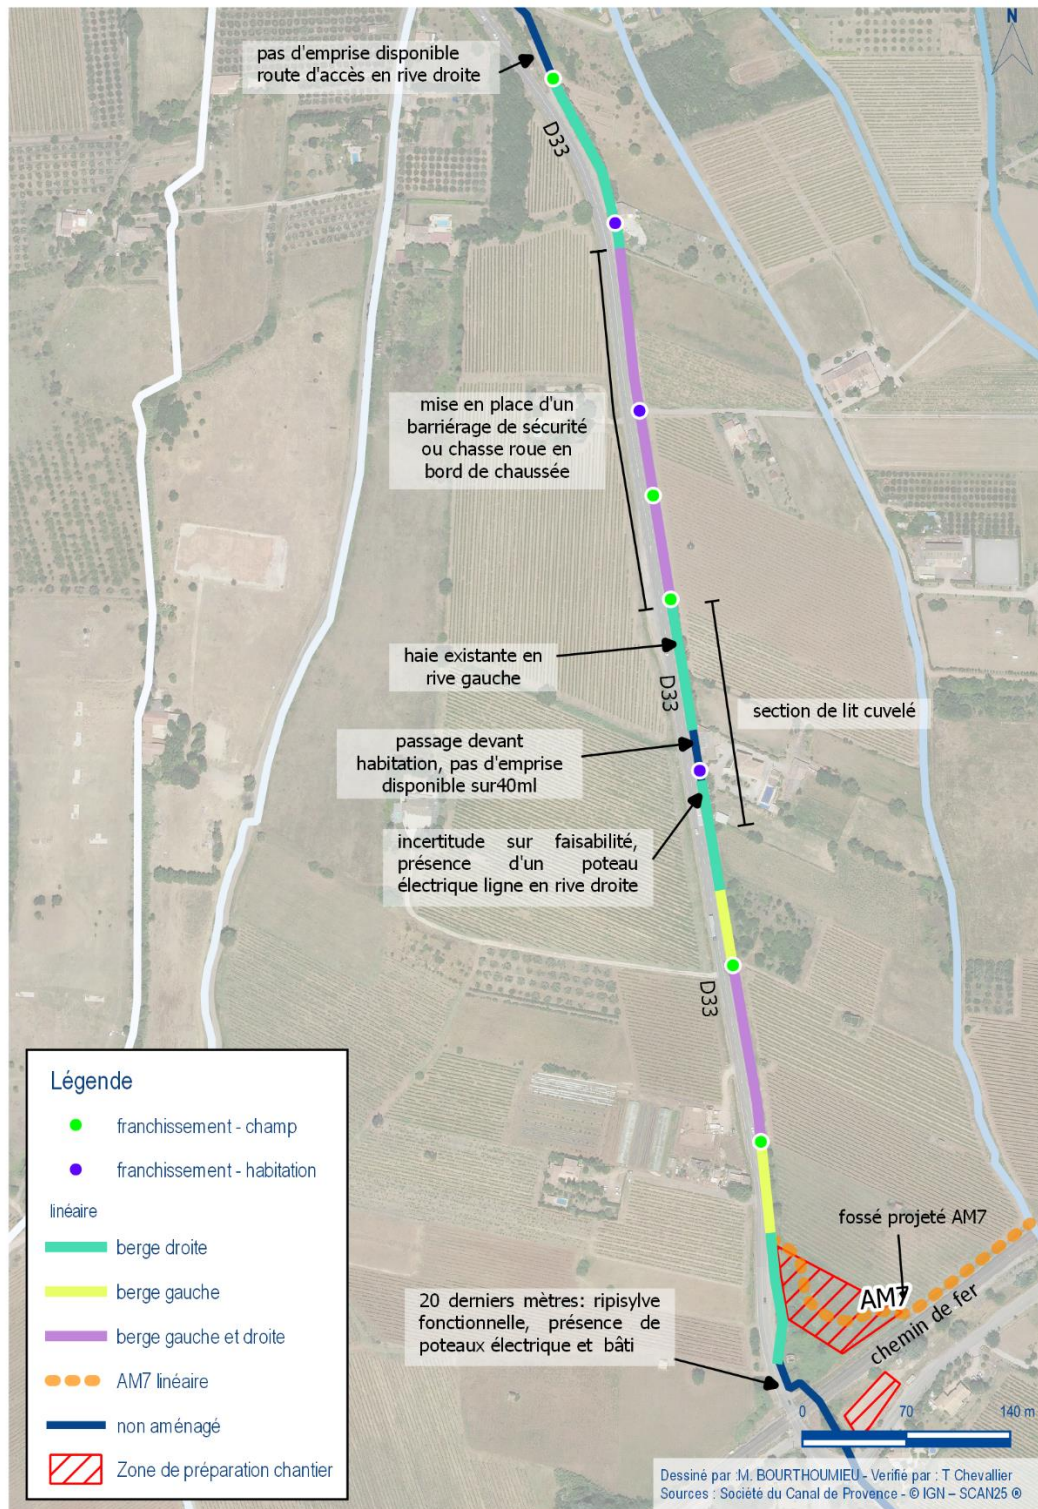 N
pas d'emprise disponible
route d'accès en rive droite
D33
mise en place d'un
barriérage de sécurité
ou chasse roue en
bord de chaussée
haie existante en
rive gauche
D33
section de lit cuvelé
passage devant
habitation, pas d'emprise
disponible sur40ml
incertitude sur faisabilité,
présence d'un poteau
électrique ligne en rive droite
D33
Légende
franchissement - champ
franchissement - habitation
linéaire
berge droite
berge gauche
berge gauche et droite
AM7 linéaire
non aménagé
Zone de préparation chantier
fossé projeté AM7
AM7
chemin de fer
20 derniers mètres: ripisylve
fonctionnelle, présence de
poteaux électrique et bâti
0 70 140 m
Dessiné par :M. BOURTHOUMIEU - Verifié par : T Chevallier
Sources : Société du Canal de Provence - © IGN – SCAN25 ®